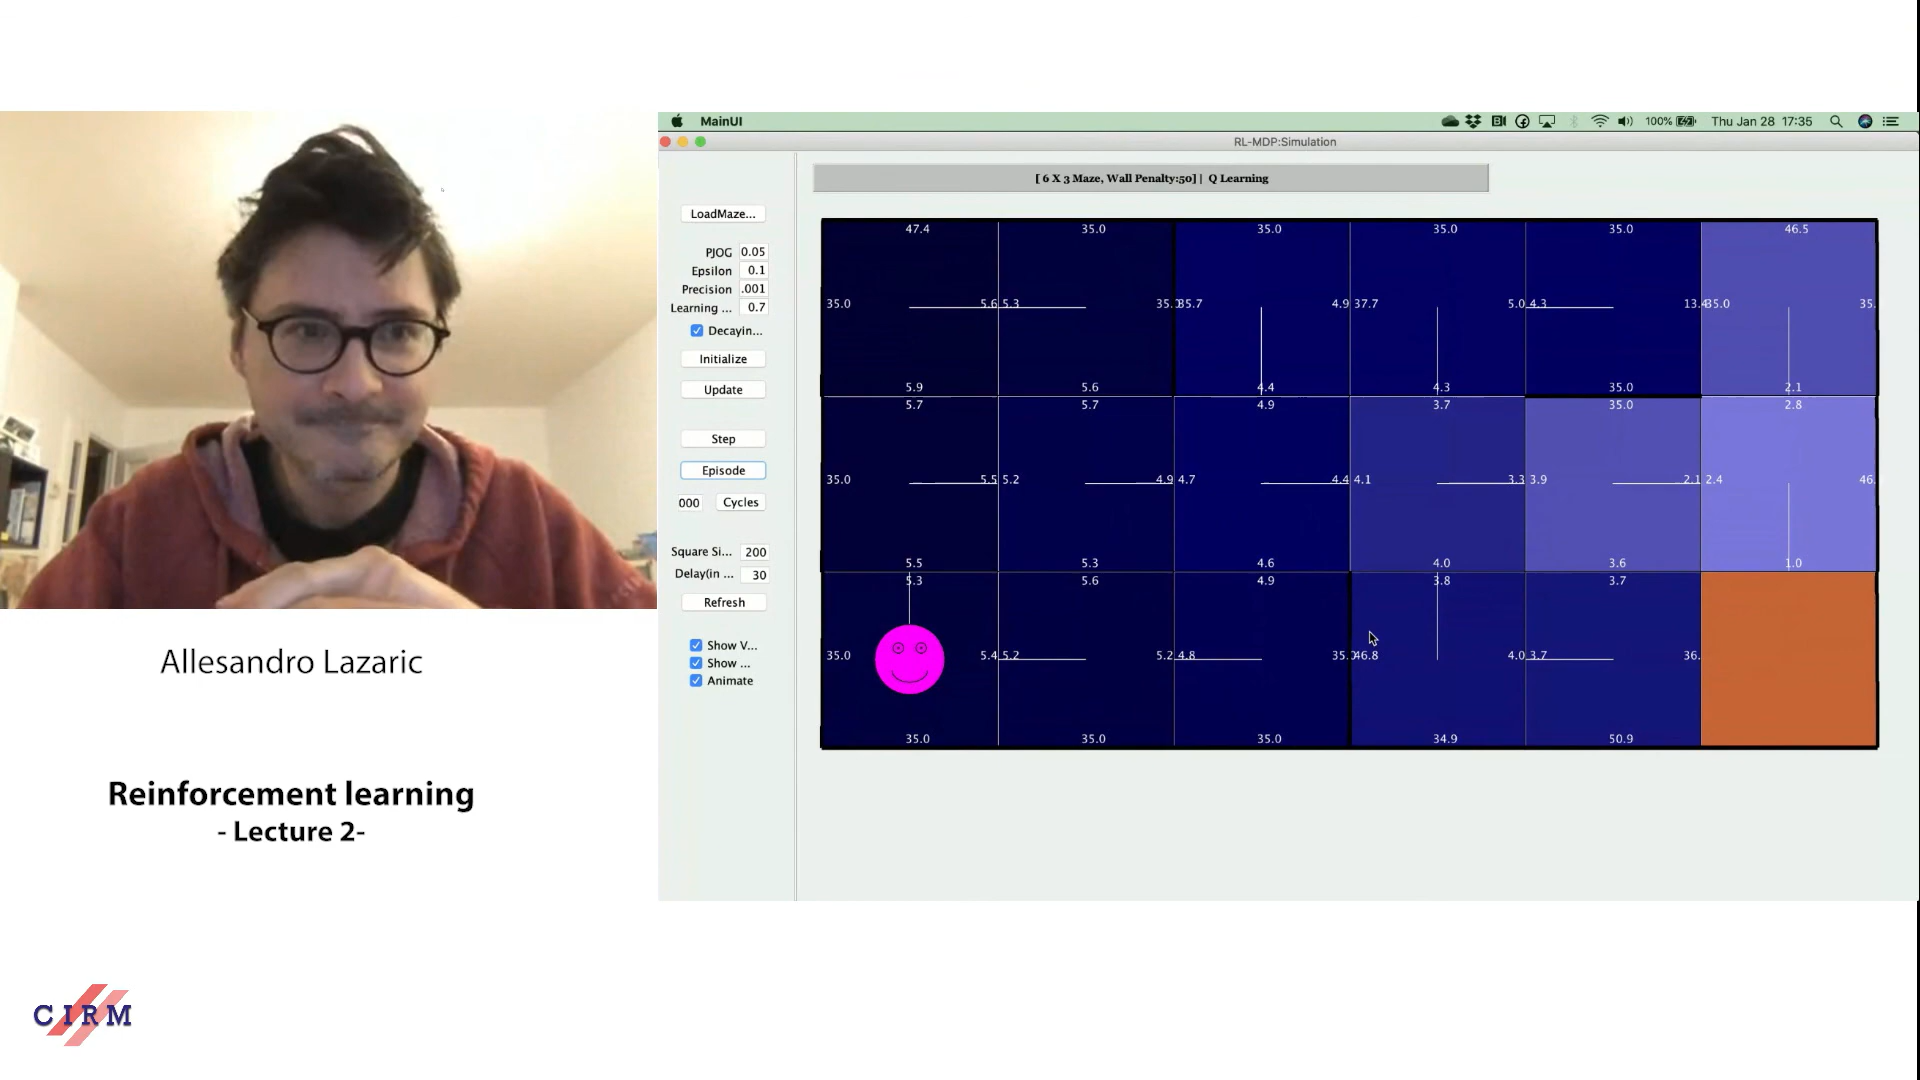 MainUI
100%
Thu Jan 28 17:35
RL-MDP:Simulation
[ 6 X 3 Maze, Wall Penalty:50] | Q Learning
LoadMaze...
PJOG 0.05
Epsilon 0.1
Precision .001
Learning ... 0.7
Decayin...
Initialize
Update
Step
Episode
000 Cycles
Square Si... 200
Delay(in ... 30
Refresh
Show V...
Show ...
Animate
47.4 35.0 35.0 35.0 35.0 46.5
35.0 5.6 5.3 35. 35.7 4.9 37.7 5.0 4.3 13.4 35.0 35.
5.9 5.6 4.4 4.3 35.0 2.1
5.7 5.7 4.9 3.7 35.0 2.8
35.0 5.5 5.2 4.9 4.7 4.4 4.1 3.3 3.9 2.1 2.4 46.
5.5 5.3 4.6 4.0 3.6 1.0
5.3 5.6 4.9 3.8 3.7
35.0 5.4 5.2 5.2 4.8 35. 46.8 4.0 3.7 36.
35.0 35.0 35.0 34.9 50.9
Allesandro Lazaric
Reinforcement learning
- Lecture 2-
CIRM